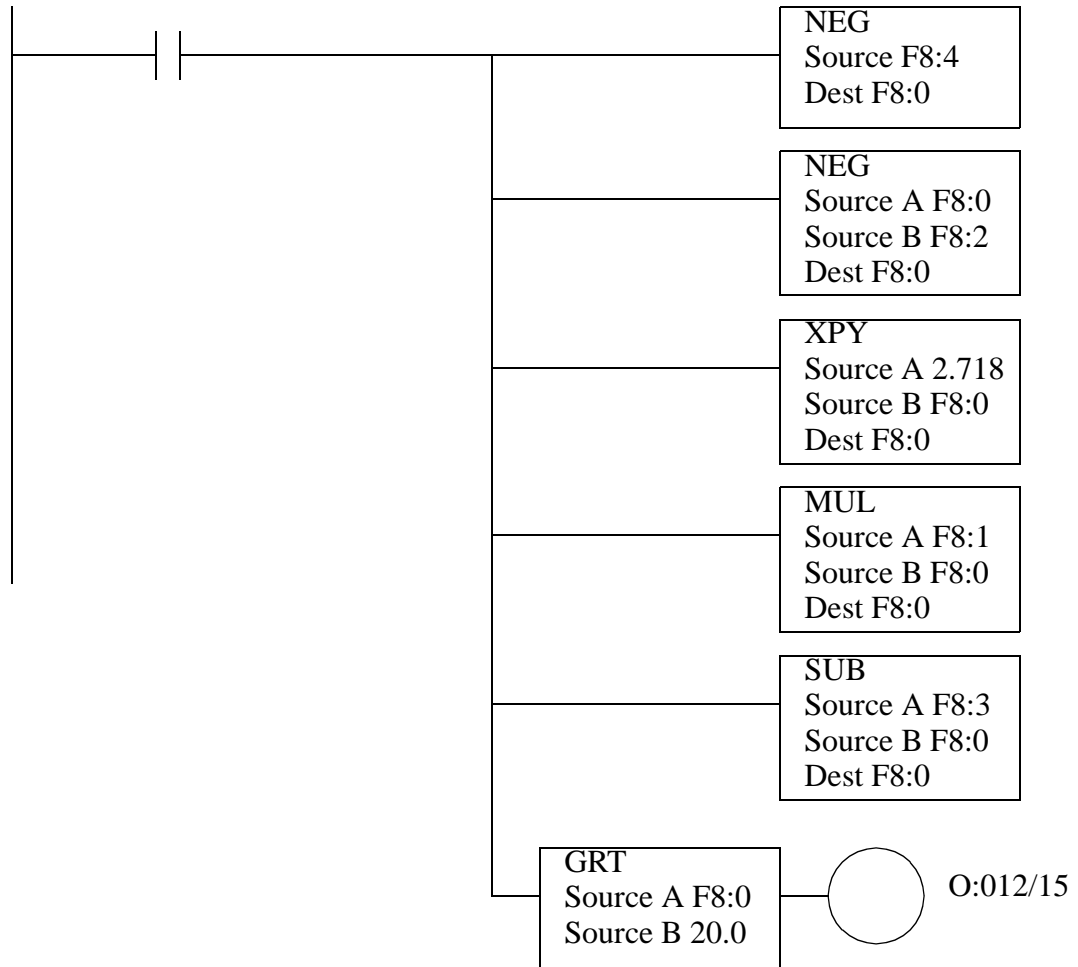 NEG
Source F8:4
Dest F8:0
NEG
Source A F8:0
Source B F8:2
Dest F8:0
XPY
Source A 2.718
Source B F8:0
Dest F8:0
MUL
Source A F8:1
Source B F8:0
Dest F8:0
SUB
Source A F8:3
Source B F8:0
Dest F8:0
GRT
Source A F8:0
Source B 20.0
O:012/15